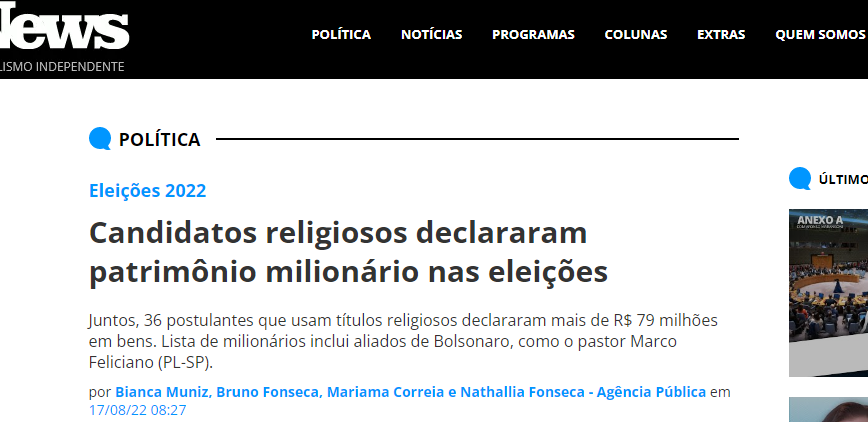 News
LISMO INDEPENDENTE
POLÍTICA NOTÍCIAS PROGRAMAS COLUNAS EXTRAS QUEM SOMOS
POLÍTICA
Eleições 2022
Candidatos religiosos declararam
patrimônio milionário nas eleições
Juntos, 36 postulantes que usam títulos religiosos declararam mais de R$ 79 milhões
em bens. Lista de milionários inclui aliados de Bolsonaro, como o pastor Marco
Feliciano (PL-SP).
por Bianca Muniz, Bruno Fonseca, Mariama Correia e Nathallia Fonseca - Agência Pública em
17/08/22 08:27
ÚLTIMO
ANEXO A